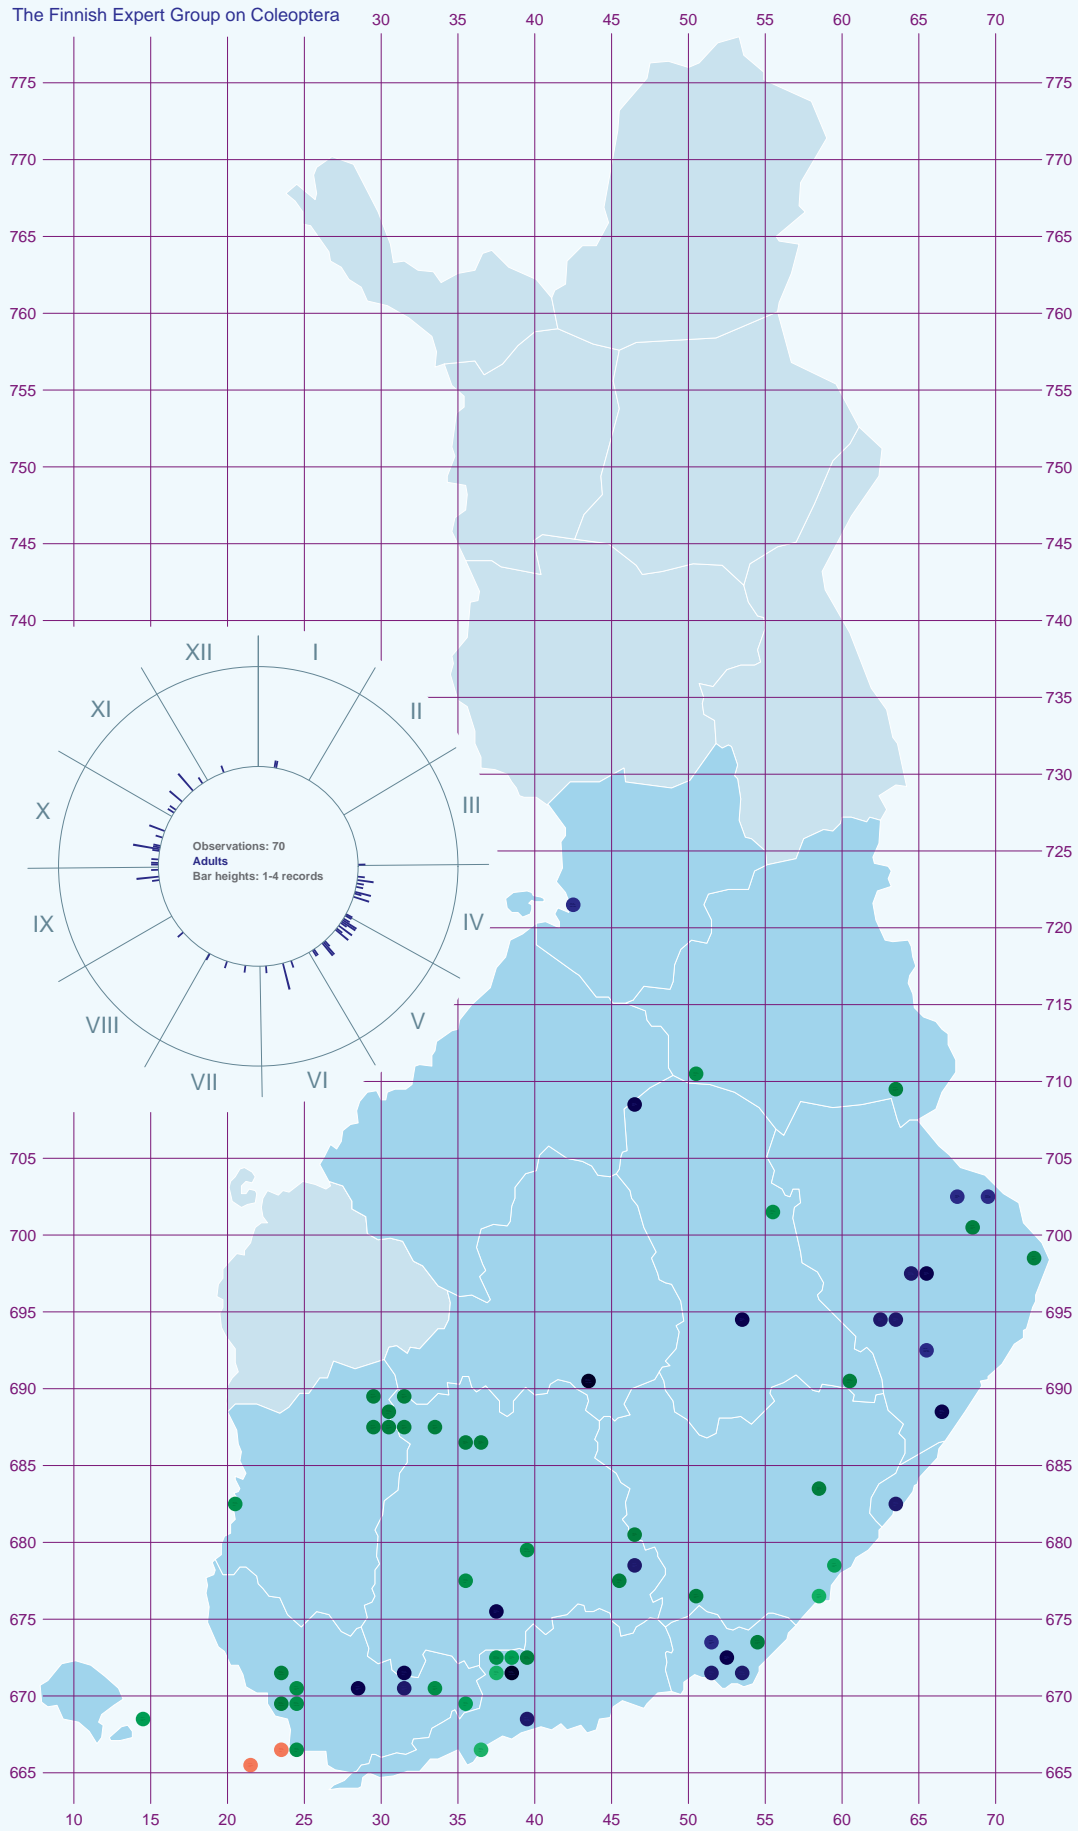 The Finnish Expert Group on Coleoptera
30 40 45 50 55 60 65 70
775 775
770 770
765 765
760 760
755 755
750 750
745 745
740 740
XII I
XI II
735
730
X III
Observations: 70
Adults
Bar heights: 1-4 records
725
IX IV
720
VIII V
715
VII VI
710
705 705
700 700
695 695
690 690
685 685
680 680
675 675
670 670
665 665
10 15 20 25 30 35 40 45 50 55 60 65 70